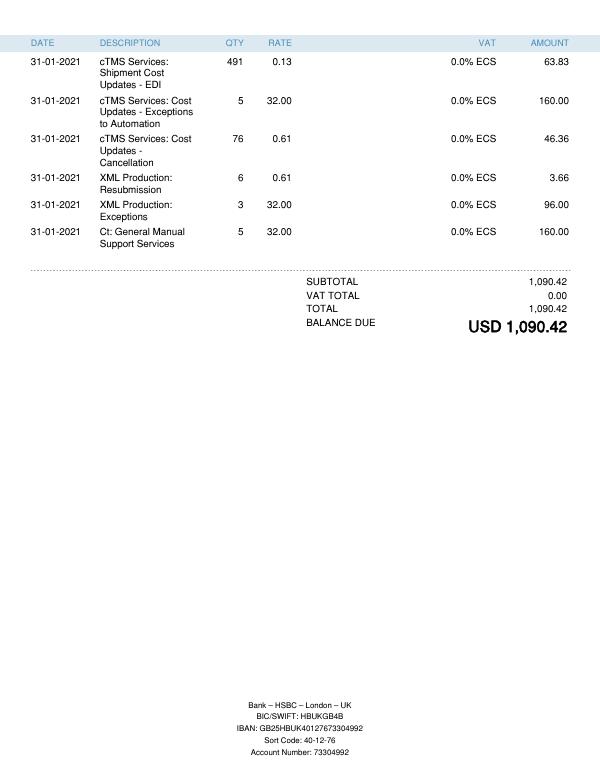 DATE DESCRIPTION QTY RATE VAT AMOUNT
31-01-2021 cTMS Services: 491 0.13 0.0% ECS 63.83
Shipment Cost
Updates - EDI
31-01-2021 cTMS Services: Cost 5 32.00 0.0% ECS 160.00
Updates - Exceptions
to Automation
31-01-2021 cTMS Services: Cost 76 0.61 0.0% ECS 46.36
Updates -
Cancellation
31-01-2021 XML Production: 6 0.61 0.0% ECS 3.66
Resubmission
31-01-2021 XML Production: 3 32.00 0.0% ECS 96.00
Exceptions
31-01-2021 Ct: General Manual 5 32.00 0.0% ECS 160.00
Support Services
SUBTOTAL 1,090.42
VAT TOTAL 0.00
TOTAL 1,090.42
BALANCE DUE USD 1,090.42
Bank – HSBC – London – UK
BIC/SWIFT: HBUKGB4B
IBAN: GB25HBUK40127673304992
Sort Code: 40-12-76
Account Number: 73304992